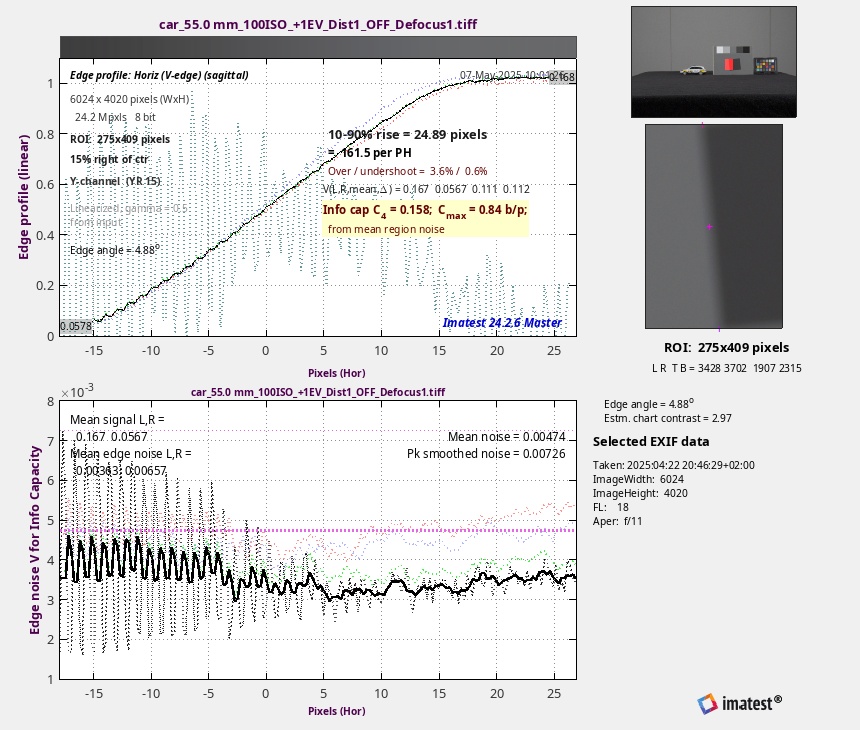 car_55.0 mm_100ISO_+1EV_Dist1_OFF_Defocus1.tiff
Edge profile: Horiz (V-edge) (sagittal)
07-May-2025 10:01:26
0.168
6024 x 4020 pixels (WxH)
24.2 Mpxls 8 bit
ROI: 275x409 pixels
15% right of ctr
Y-channel (YR 15)
Linearized, gamma = 0.5
from input
Edge angle = 4.88°
10-90% rise = 24.89 pixels
= 161.5 per PH
Over / undershoot = 3.6% / 0.6%
V(L,R,mean,Δ) = 0.167 0.0567 0.111 0.112
Info cap C4 = 0.158; Cmax = 0.84 b/p;
from mean region noise
0.0578
Imatest 24.2.6 Master
Edge profile (linear)
1
0.8
0.6
0.4
0.2
0
-15 -10 -5 0 5 10 15 20 25
Pixels (Hor)
car_55.0 mm_100ISO_+1EV_Dist1_OFF_Defocus1.tiff
×10-3
Mean signal L,R =
0.167 0.0567
Mean edge noise L,R =
0.00363 0.00657
Mean noise = 0.00474
Pk smoothed noise = 0.00726
Edge noise V for Info Capacity
8
7
6
5
4
3
2
1
-15 -10 -5 0 5 10 15 20 25
Pixels (Hor)
ROI: 275x409 pixels
L R T B = 3428 3702 1907 2315
Edge angle = 4.88°
Estm. chart contrast = 2.97
Selected EXIF data
Taken: 2025:04:22 20:46:29+02:00
ImageWidth: 6024
ImageHeight: 4020
FL: 18
Aper: f/11
imatest®